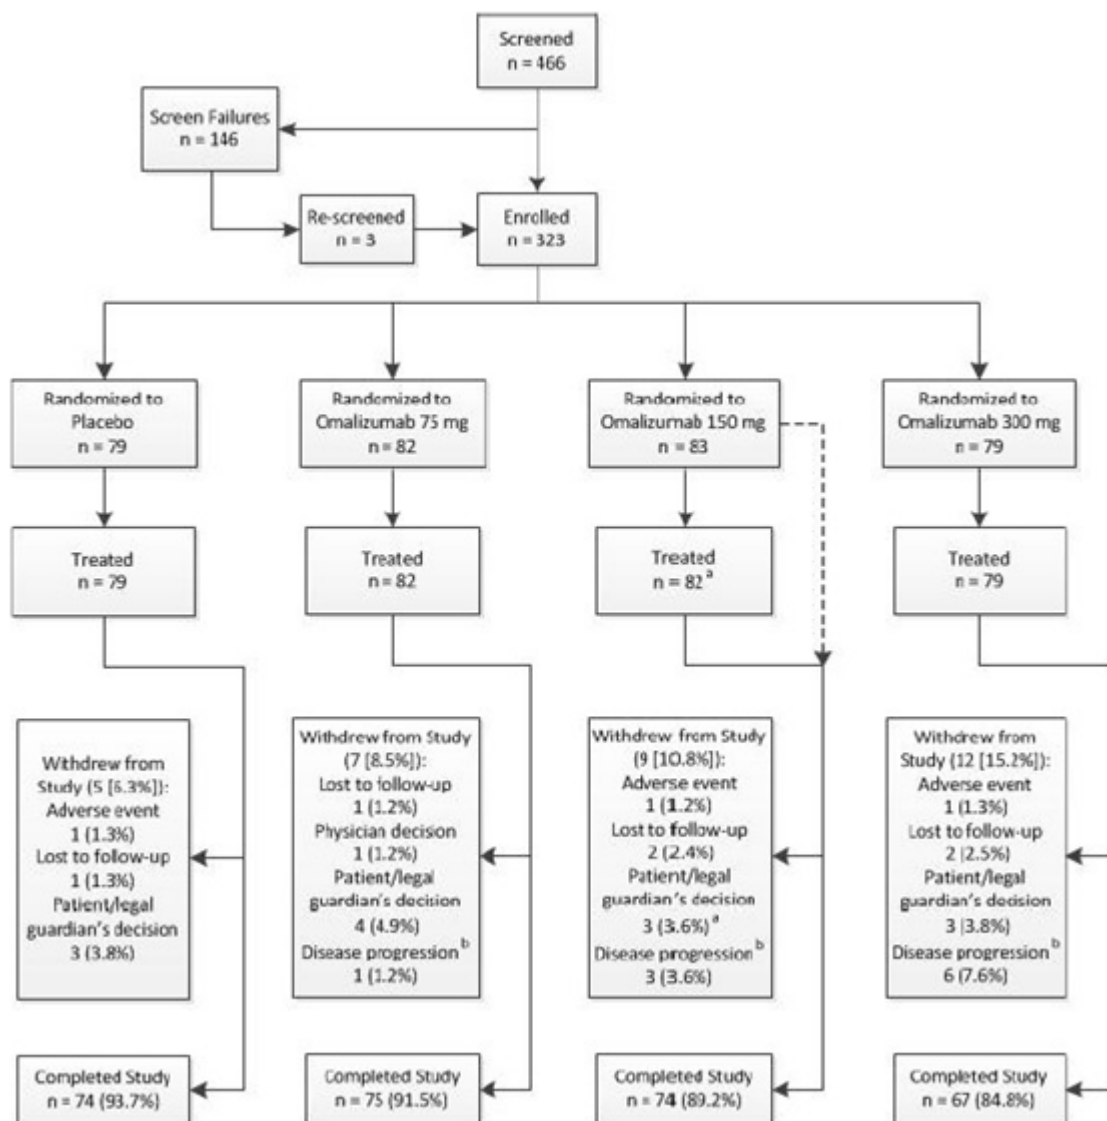 Screened
n = 466
Screen Failures
n = 146
Re-screened
n = 3
Enrolled
n = 323
Randomized to
Placebo
n = 79
Randomized to
Omalizumab 75 mg
n = 82
Randomized to
Omalizumab 150 mg
n = 83
Randomized to
Omalizumab 300 mg
n = 79
Treated
n = 79
Treated
n = 82
Treated
n = 82 a
Treated
n = 79
Withdrew from
Study (5 [6.3%]):
Adverse event
1 (1.3%)
Lost to follow-up
1 (1.3%)
Patient/legal
guardian's decision
3 (3.8%)
Withdrew from Study
(7 [8.5%]):
Lost to follow-up
1 (1.2%)
Physician decision
1 (1.2%)
Patient/legal
guardian's decision
4 (4.9%)
Disease progression b
1 (1.2%)
Withdrew from Study
(9 [10.8%]):
Adverse event
1 (1.2%)
Lost to follow-up
2 (2.4%)
Patient/legal
guardian's decision
3 (3.6%) a
Disease progression b
3 (3.6%)
Withdrew from
Study (12 [15.2%]):
Adverse event
1 (1.3%)
Lost to follow-up
2 (2.5%)
Patient/legal
guardian's decision
3 (3.8%)
Disease progression b
6 (7.6%)
Completed Study
n = 74 (93.7%)
Completed Study
n = 75 (91.5%)
Completed Study
n = 74 (89.2%)
Completed Study
n = 67 (84.8%)